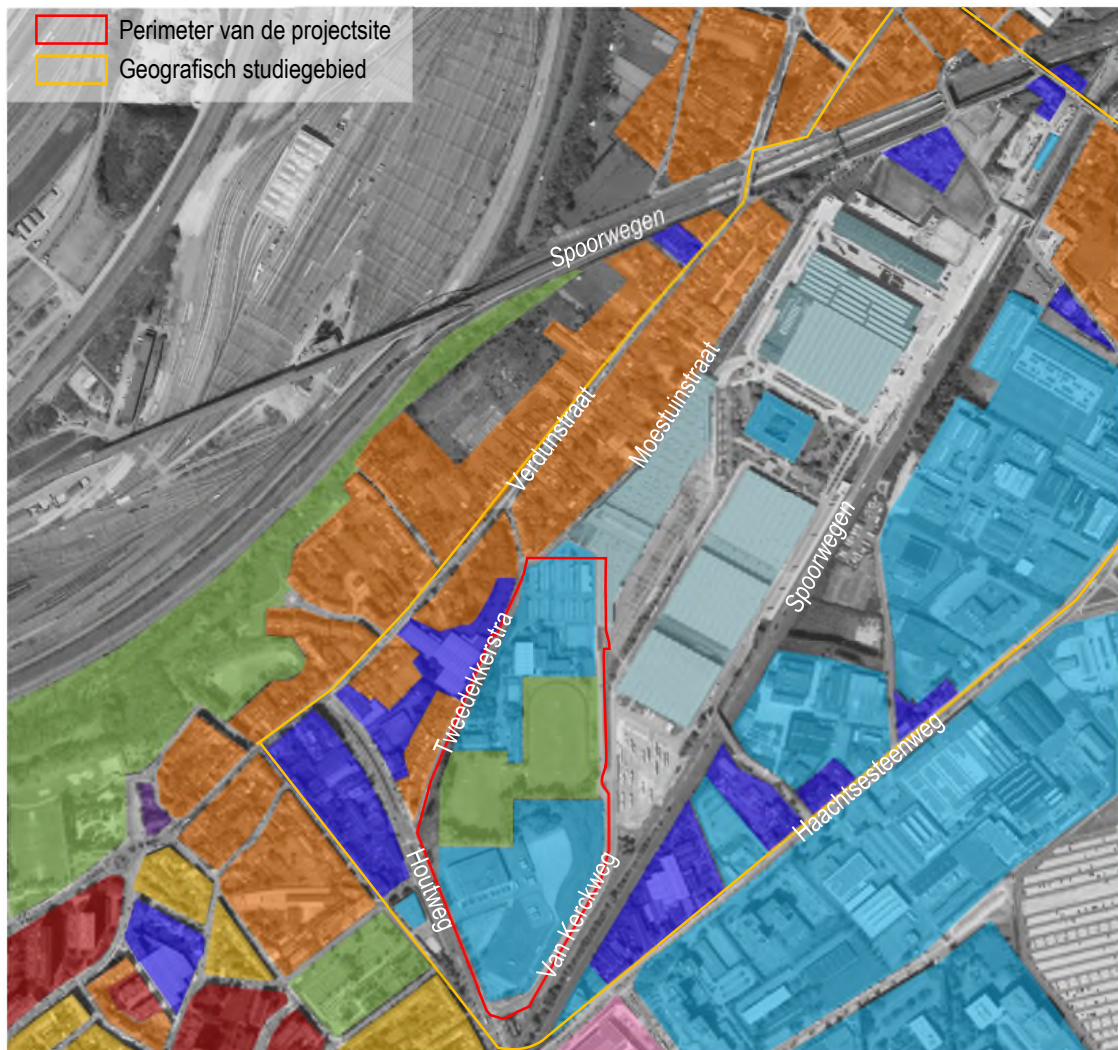 Perimeter van de projectsite
Geografisch studiegebied
Spoorwegen
Verdunstraat
Moestuinstraat
Spoorwegen
Tweedekkerstra
Haachtsesteenweg
Houtweg
Van Kerckweg